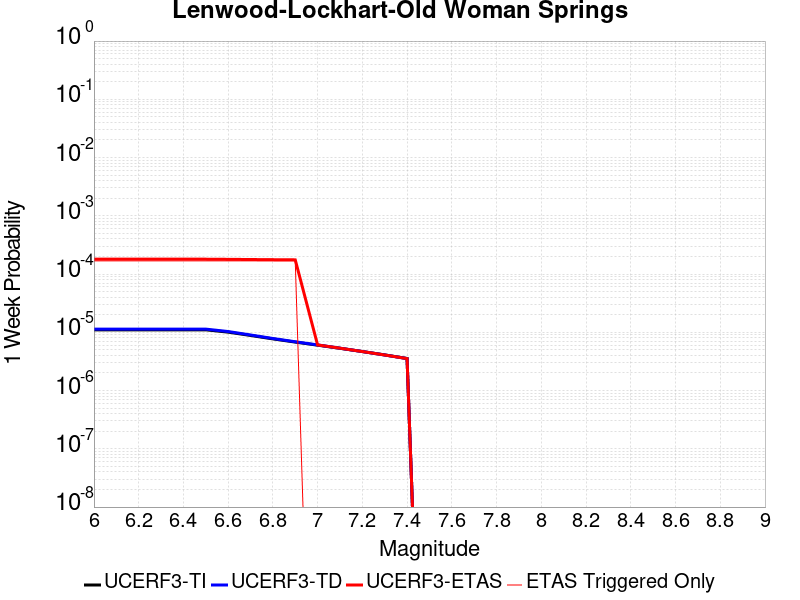 Lenwood-Lockhart-Old Woman Springs
10^0
10^-1
10^-2
10^-3
10^-4
10^-5
10^-6
10^-7
10^-8
1 Week Probability
6 6.2 6.4 6.6 6.8 7 7.2 7.4 7.6 7.8 8 8.2 8.4 8.6 8.8 9
Magnitude
UCERF3-TI UCERF3-TD UCERF3-ETAS ETAS Triggered Only